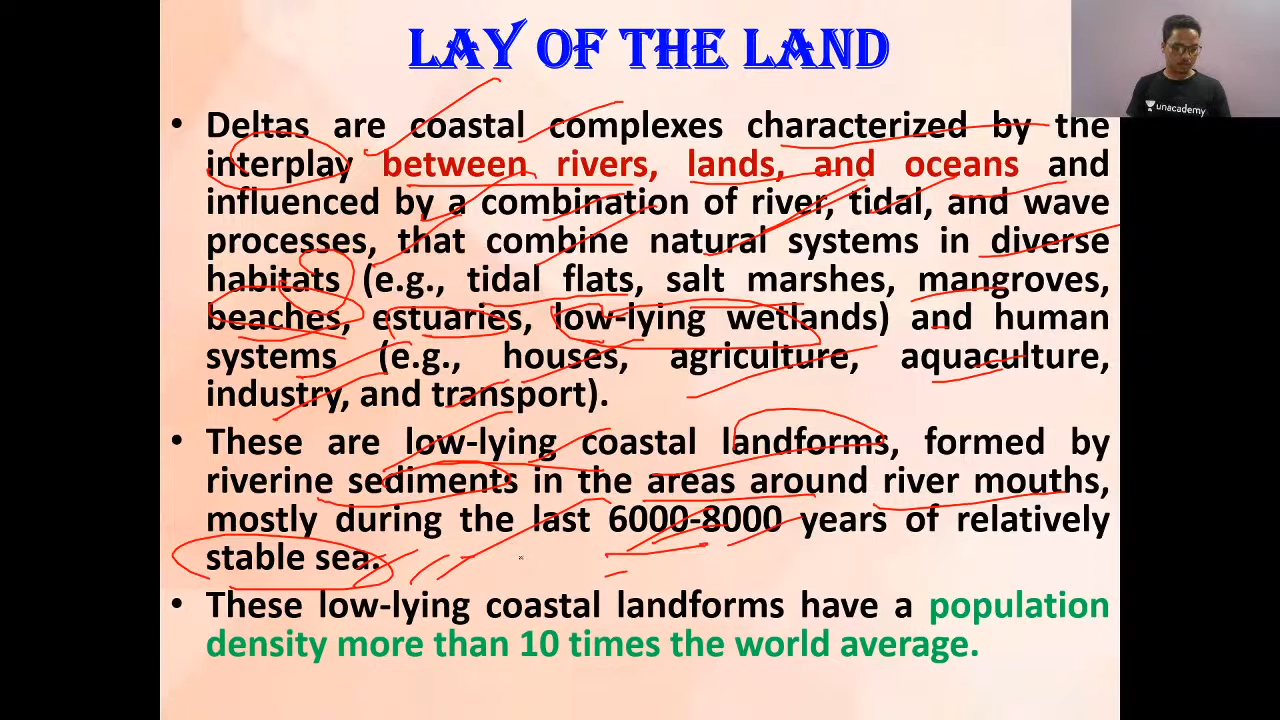 LAY OF THE LAND
unacademy
• Deltas are coastal complexes characterized by the
interplay between rivers, lands, and oceans and
influenced by a combination of river, tidal, and wave
processes, that combine natural systems in diverse
habitats (e.g., tidal flats, salt marshes, mangroves,
beaches, estuaries, low-lying wetlands) and human
systems (e.g., houses, agriculture, aquaculture,
industry, and transport).
• These are low-lying coastal landforms, formed by
riverine sediments in the areas around river mouths,
mostly during the last 6000-8000 years of relatively
stable sea.
• These low-lying coastal landforms have a population
density more than 10 times the world average.